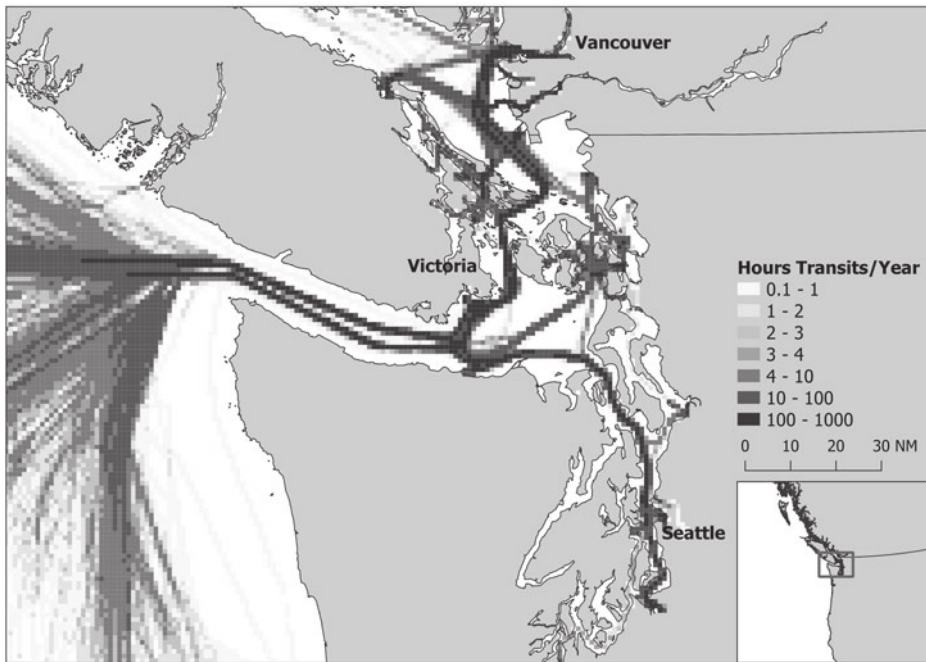 Vancouver
Victoria
Hours Transits/Year
0.1 - 1
1 - 2
2 - 3
3 - 4
4 - 10
10 - 100
100 - 1000
0 10 20 30 NM
Seattle